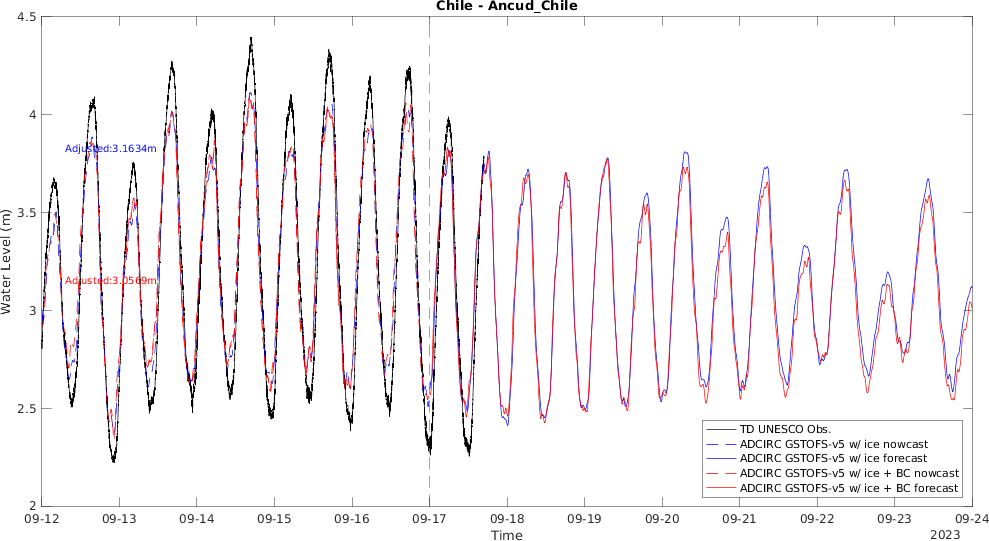 Chile - Ancud_Chile
4.5
4
3.5
3
2.5
2
Water Level (m)
Adjusted:3.1634m
Adjusted:3.0569m
TD UNESCO Obs.
ADCIRC GSTOFS-v5 w/ ice nowcast
ADCIRC GSTOFS-v5 w/ ice forecast
ADCIRC GSTOFS-v5 w/ ice + BC nowcast
ADCIRC GSTOFS-v5 w/ ice + BC forecast
09-12 09-13 09-14 09-15 09-16 09-17 09-18 09-19 09-20 09-21 09-22 09-23 09-24
Time
2023